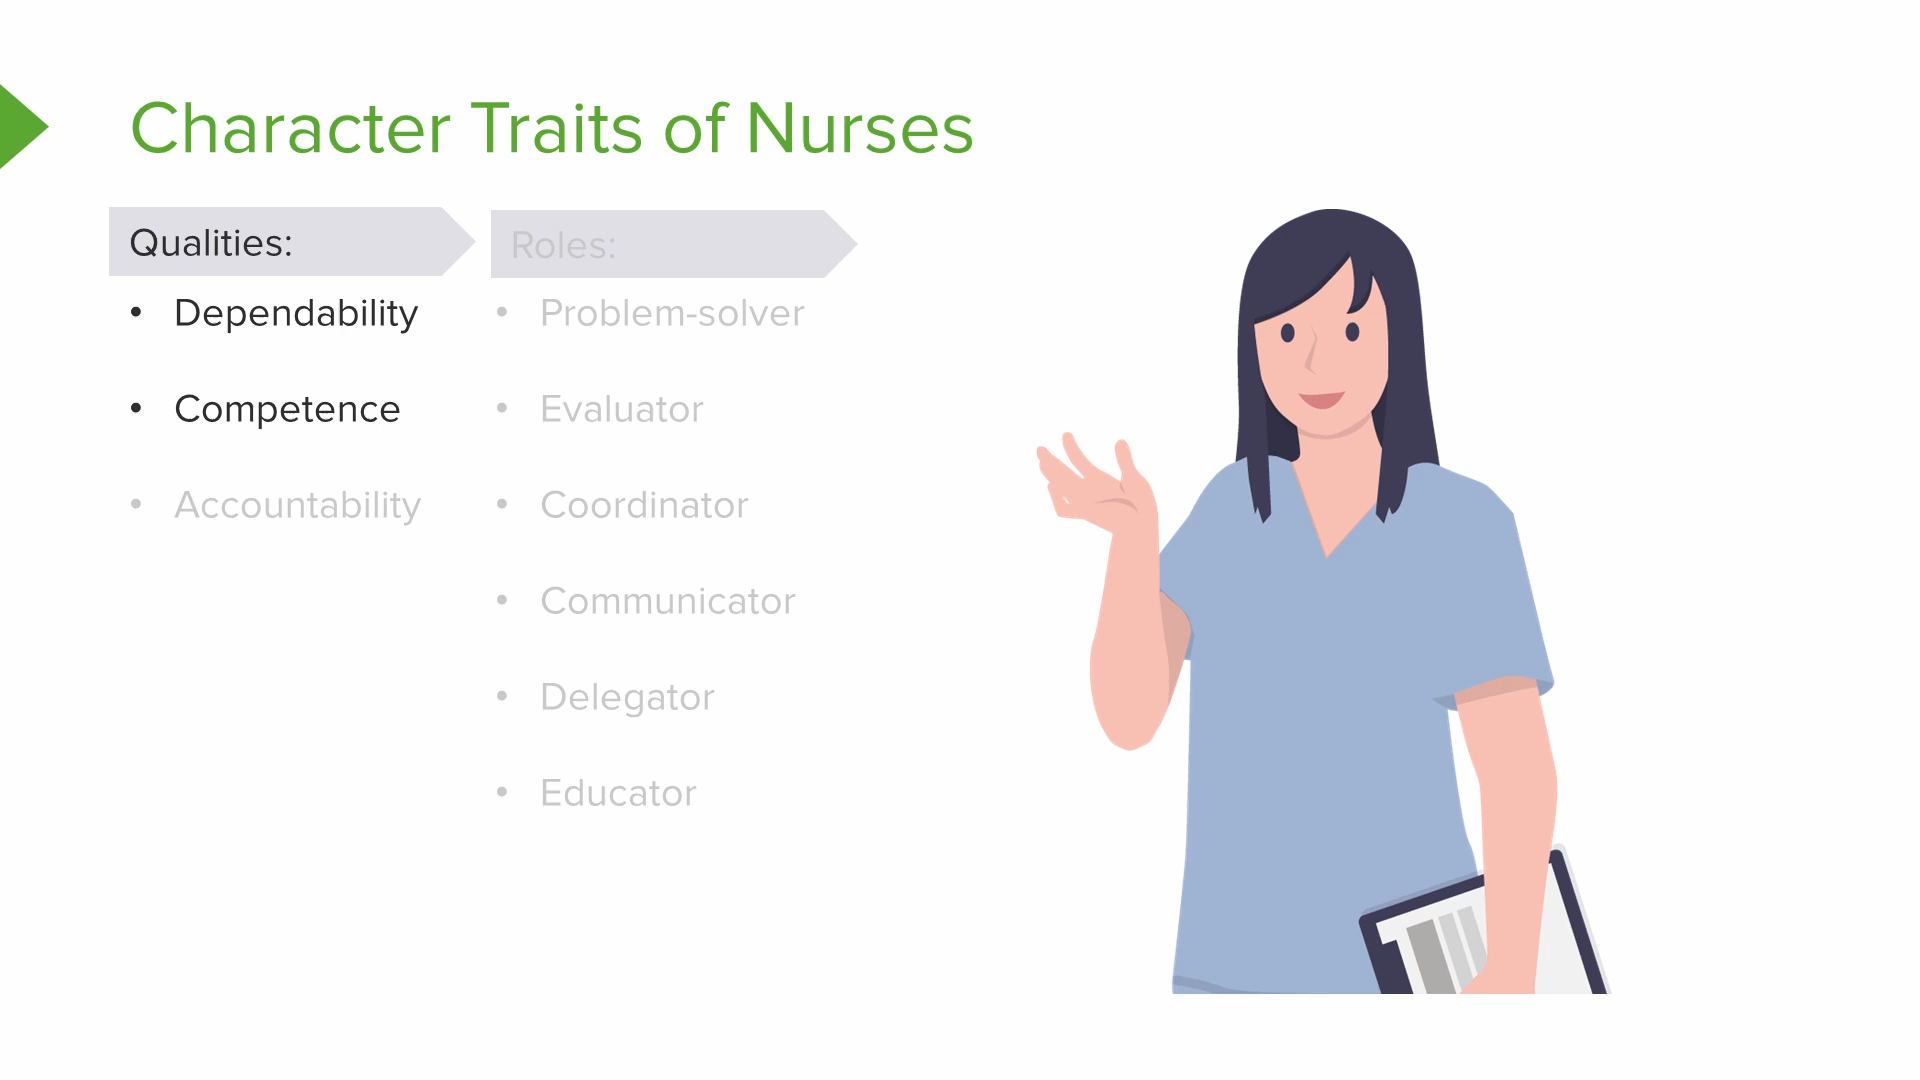 Character Traits of Nurses
Qualities:
• Dependability
• Competence
• Accountability
Roles:
• Problem-solver
• Evaluator
• Coordinator
• Communicator
• Delegator
• Educator